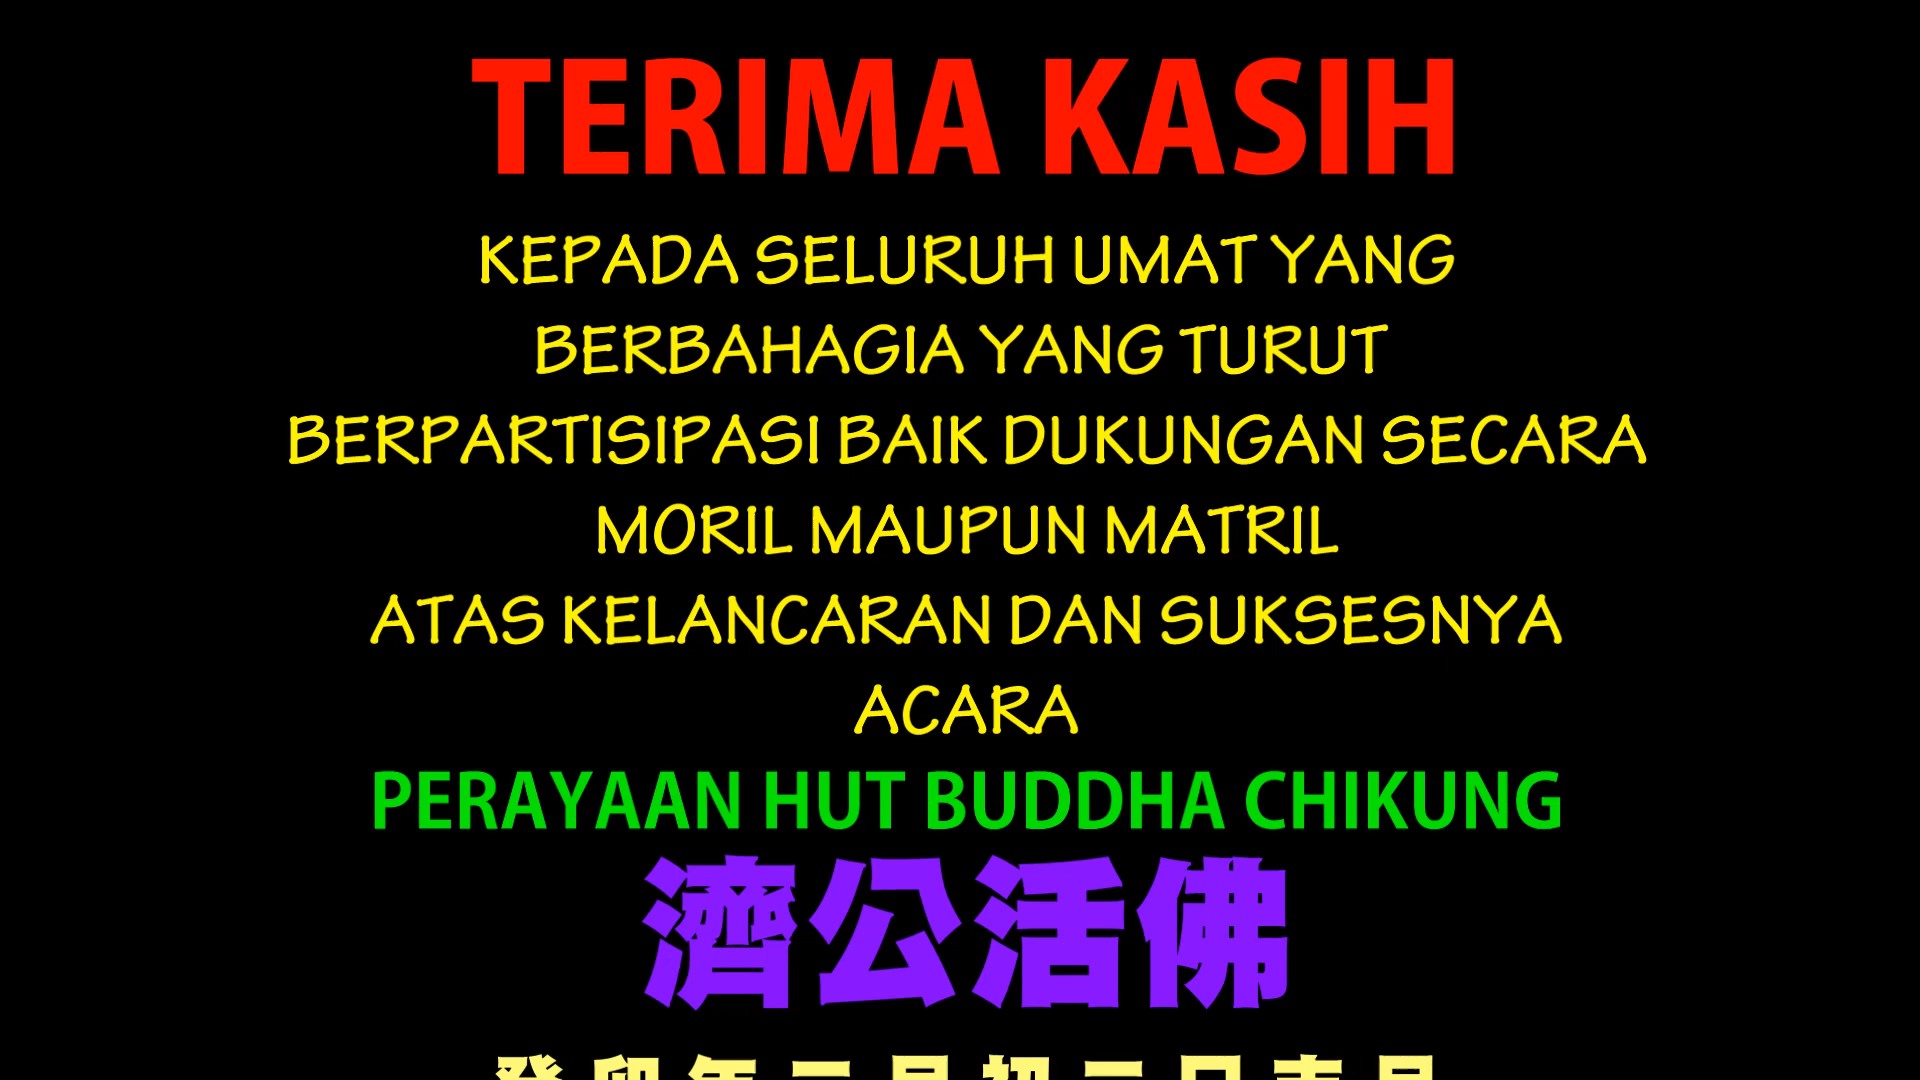 TERIMA KASIH
KEPADA SELURUH UMAT YANG
BERBAHAGIA YANG TURUT
BERPARTISIPASI BAIK DUKUNGAN SECARA
MORIL MAUPUN MATRIL
ATAS KELANCARAN DAN SUKSESNYA
ACARA
PERAYAAN HUT BUDDHA CHIKUNG
濟公活佛